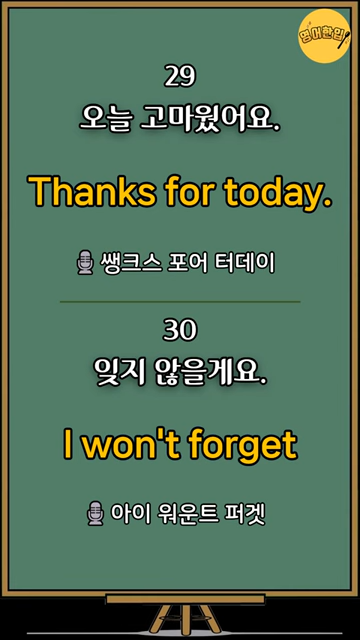 영어한입
29
오늘 고마웠어요.
Thanks for today.
쌩크스 포어 터데이
30
잊지 않을게요.
I won't forget
아이 워운트 퍼겟